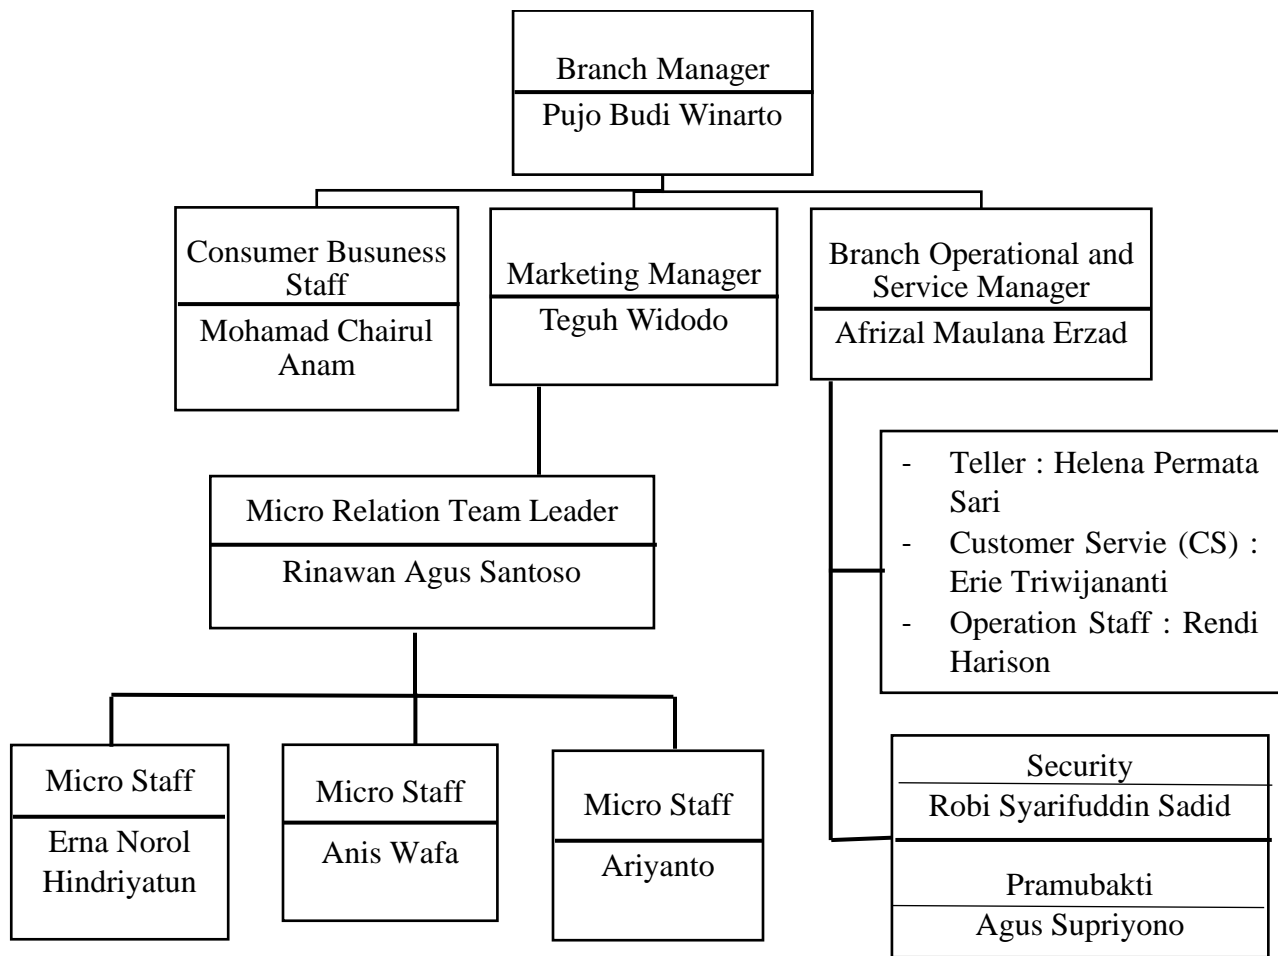 Branch Manager
Pujo Budi Winarto
Consumer Busuness
Staff
Mohamad Chairul
Anam
Marketing Manager
Teguh Widodo
Branch Operational and
Service Manager
Afrizal Maulana Erzad
- Teller : Helena Permata
Sari
- Customer Servie (CS) :
Erie Triwijananti
- Operation Staff : Rendi
Harison
Micro Relation Team Leader
Rinawan Agus Santoso
Micro Staff
Erna Norol
Hindriyatun
Micro Staff
Anis Wafa
Micro Staff
Ariyanto
Security
Robi Syarifuddin Sadid
Pramubakti
Agus Supriyono